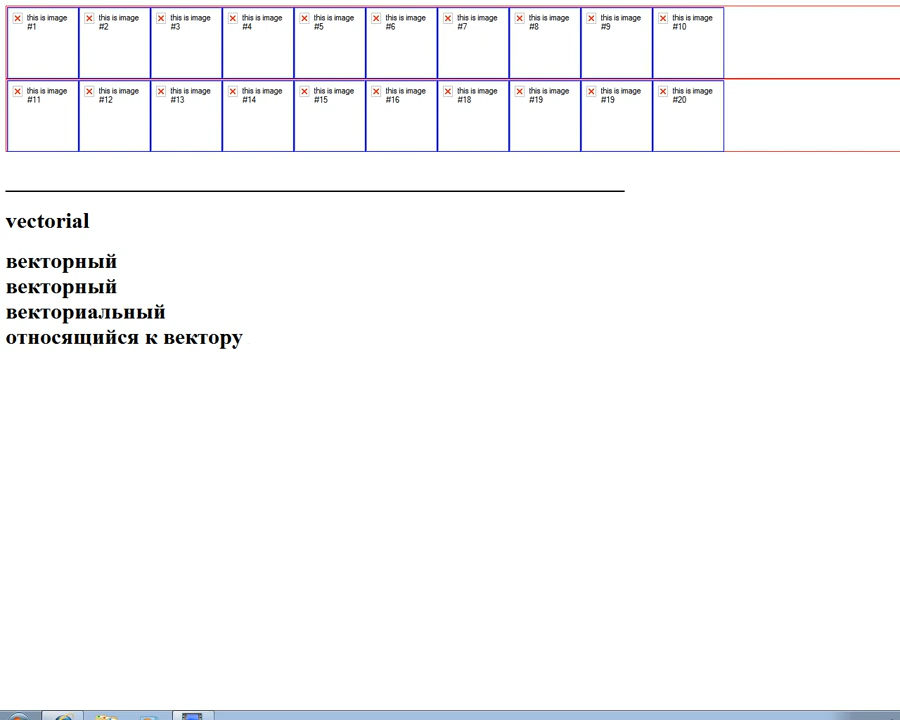 this is image #1 this is image #2 this is image #3 this is image #4 this is image #5 this is image #6 this is image #7 this is image #8 this is image #9 this is image #10
this is image #11 this is image #12 this is image #13 this is image #14 this is image #15 this is image #16 this is image #18 this is image #19 this is image #19 this is image #20
vectorial
векторный
векторный
векториальный
относящийся к вектору